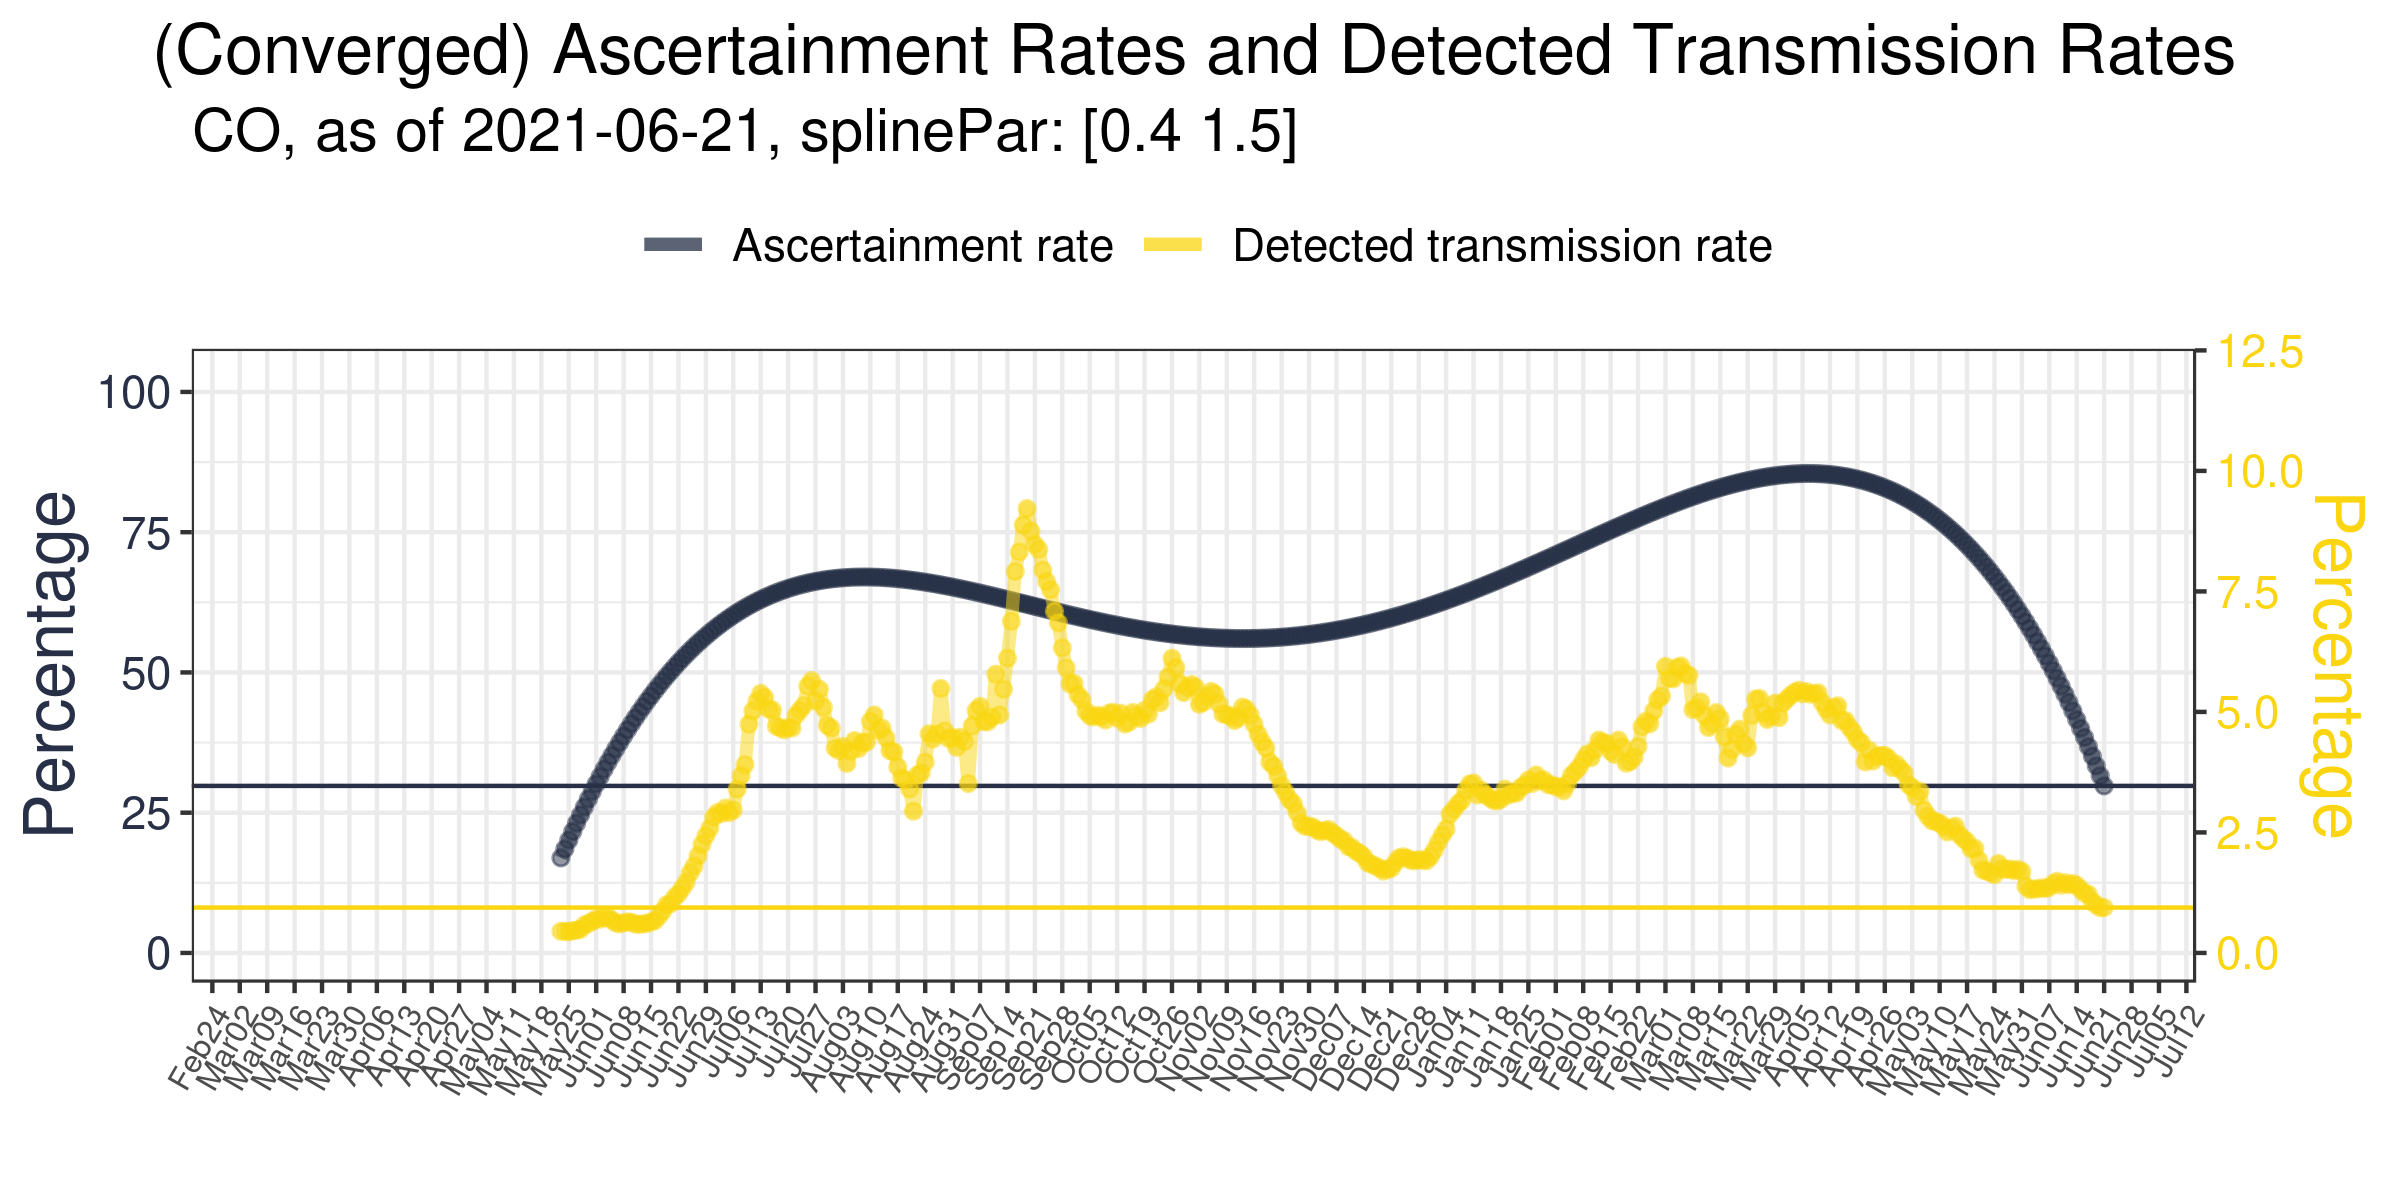 (Converged) Ascertainment Rates and Detected Transmission Rates
CO, as of 2021-06-21, splinePar: [0.4 1.5]
Ascertainment rate
Detected transmission rate
Percentage
100
75
50
25
0
12.5
10.0
7.5
5.0
2.5
0.0
Percentage
Feb24
Mar02
Mar09
Mar16
Mar23
Mar30
Apr06
Apr13
Apr20
Apr27
May04
May11
May18
May25
Jun01
Jun08
Jun15
Jun22
Jun29
Jul06
Jul13
Jul20
Jul27
Aug03
Aug10
Aug17
Aug24
Aug31
Sep07
Sep14
Sep21
Sep28
Oct05
Oct12
Oct19
Oct26
Nov02
Nov09
Nov16
Nov23
Nov30
Dec07
Dec14
Dec21
Dec28
Jan04
Jan11
Jan18
Jan25
Feb01
Feb08
Feb15
Feb22
Mar01
Mar08
Mar15
Mar22
Mar29
Apr05
Apr12
Apr19
Apr26
May03
May10
May17
May24
May31
Jun07
Jun14
Jun21
Jun28
Jul05
Jul12